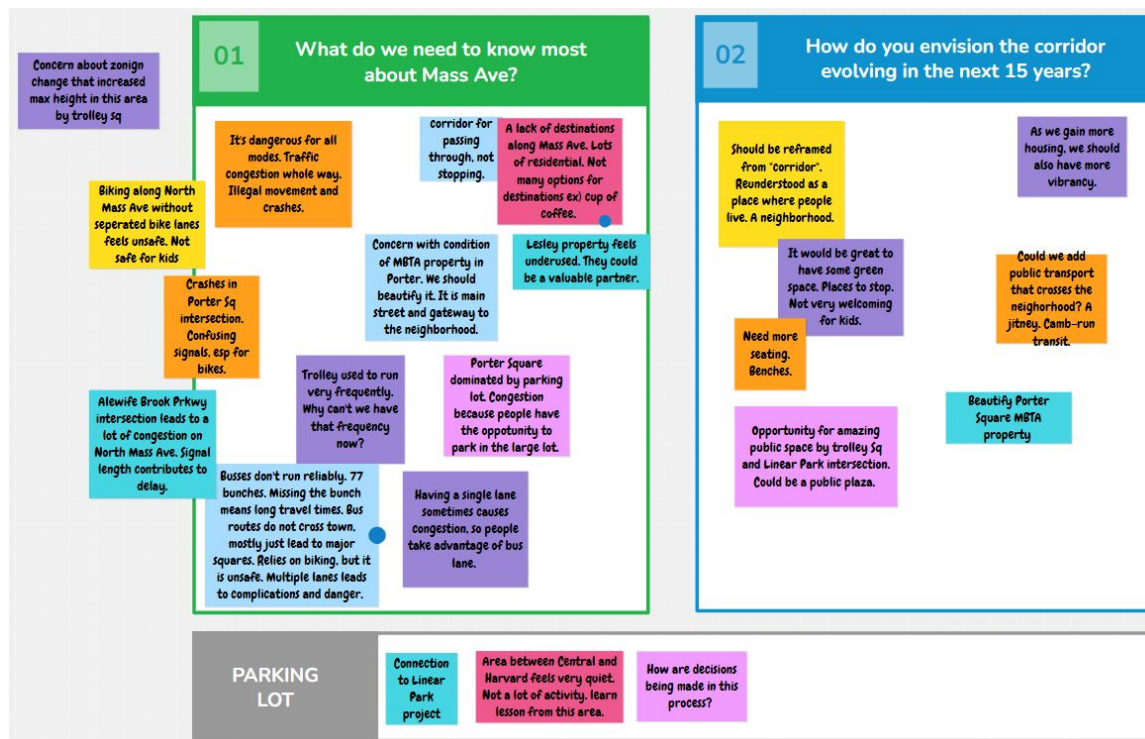 Concern about zonign
change that increased
max height in this area
by trolley sq
01
What do we need to know most
about Mass Ave?
It's dangerous for all
modes. Traffic
congestion whole way.
Illegal movement and
crashes.
corridor for
passing
through, not
stopping.
A lack of destinations
along Mass Ave. Lots
of residential. Not
many options for
destinations ex) cup of
coffee.
Biking along North
Mass Ave without
seperated bike lanes
feels unsafe. Not
safe for kids
Concern with condition
of MBTA property in
Porter. We should
beautify it. It is main
street and gateway to
the neighborhood.
Lesley property feels
underused. They could
be a valuable partner.
Crashes in
Porter Sq
intersection.
Confusing
signals, esp for
bikes.
Trolley used to run
very frequently.
Why can't we have
that frequency
now?
Porter Square
dominated by parking
lot. Congestion
because people have
the oppotunity to
park in the large lot.
Alewife Brook Prkwy
intersection leads to a
lot of congestion on
North Mass Ave. Signal
length contributes to
delay.
Busses don't run reliably. 77
bunches. Missing the bunch
means long travel times. Bus
routes do not cross town,
mostly just lead to major
squares. Relies on biking, but it
is unsafe. Multiple lanes leads
to complications and danger.
Having a single lane
sometimes causes
congestion, so people
take advantage of bus
lane.
02
How do you envision the corridor
evolving in the next 15 years?
Should be reframed
from "corridor".
Reunderstood as a
place where people
live. A neighborhood.
As we gain more
housing, we should
also have more
vibrancy.
It would be great to
have some green
space. Places to stop.
Not very welcoming
for kids.
Could we add
public transport
that crosses the
neighorhood? A
jitney. Camb-run
transit.
Need more
seating.
Benches.
Opportunity for amazing
public space by trolley Sq
and Linear Park intersection.
Could be a public plaza.
Beautify Porter
Square MBTA
property
PARKING
LOT
Connection
to Linear
Park
project
Area between Central and
Harvard feels very quiet.
Not a lot of activity, learn
lesson from this area.
How are decisions
being made in this
process?